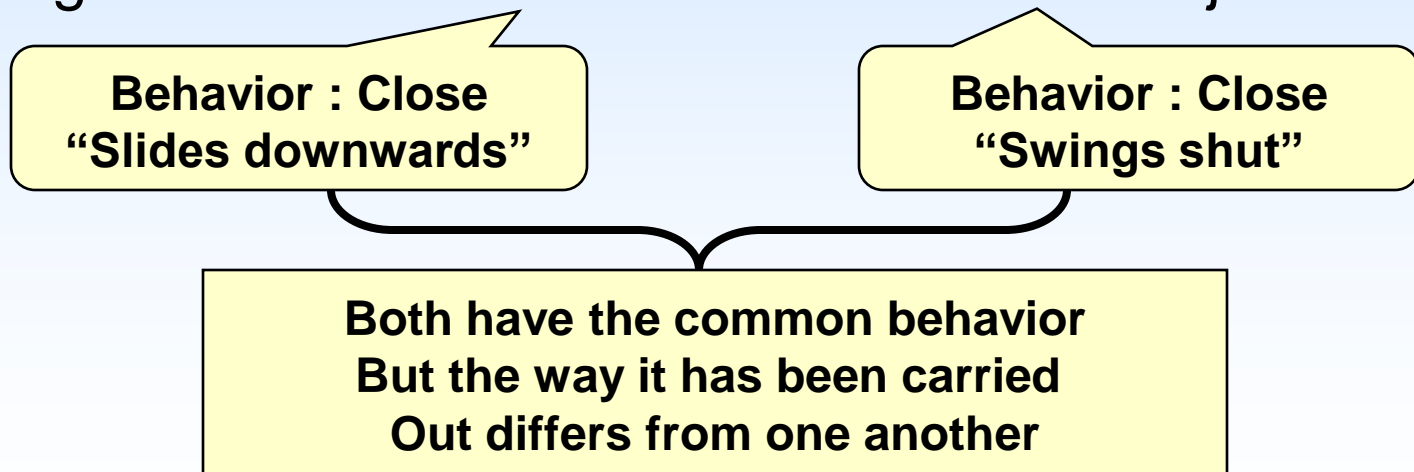 Behavior : Close
“Slides downwards”
Behavior : Close
“Swings shut”
Both have the common behavior
But the way it has been carried
Out differs from one another